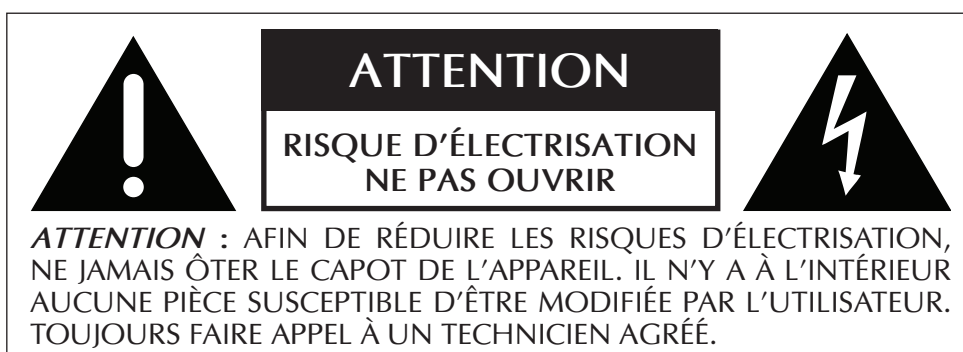 ATTENTION
RISQUE D'ÉLECTRISATION
NE PAS OUVRIR
ATTENTION : AFIN DE RÉDUIRE LES RISQUES D'ÉLECTRISATION,
NE JAMAIS ÔTER LE CAPOT DE L'APPAREIL. IL N'Y A À L'INTÉRIEUR
AUCUNE PIÈCE SUSCEPTIBLE D'ÊTRE MODIFIÉE PAR L'UTILISATEUR.
TOUJOURS FAIRE APPEL À UN TECHNICIEN AGRÉÉ.